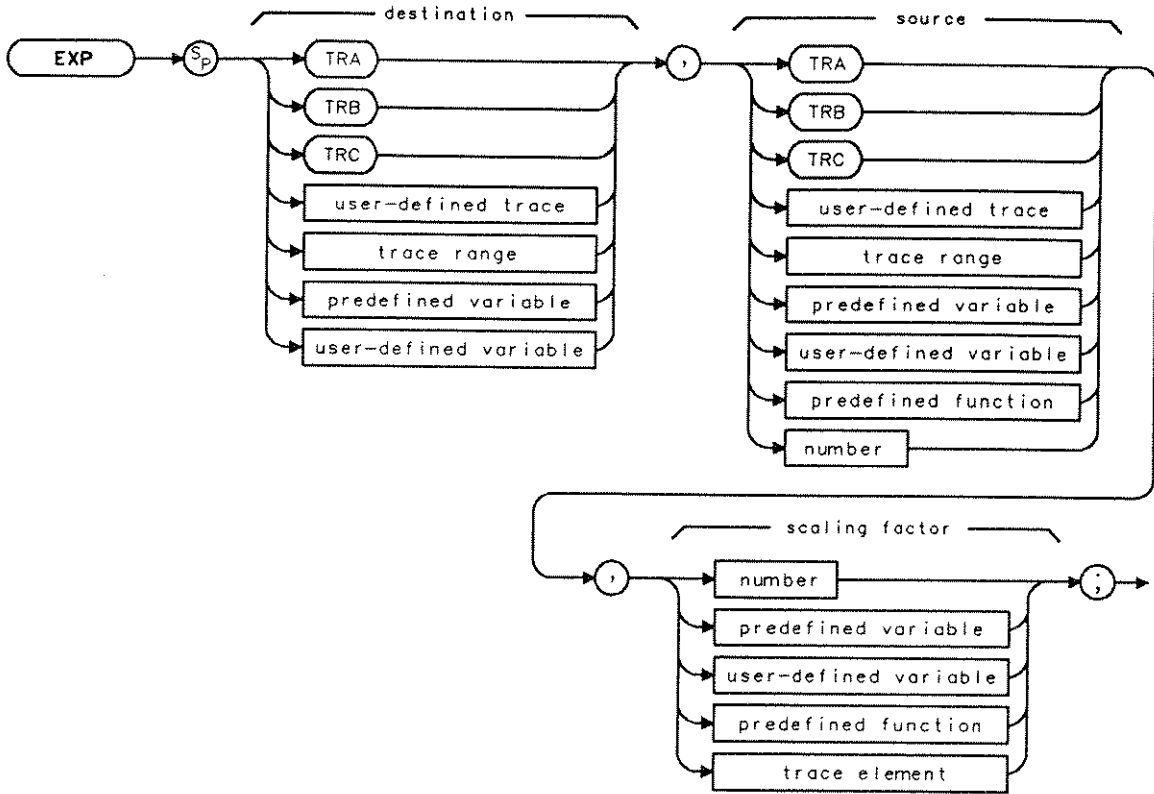 destination
source
EXP
SP
TRA
TRB
TRC
user-defined trace
trace range
predefined variable
user-defined variable
,
TRA
TRB
TRC
user-defined trace
trace range
predefined variable
user-defined variable
predefined function
number
scaling factor
,
number
predefined variable
user-defined variable
predefined function
trace element
;